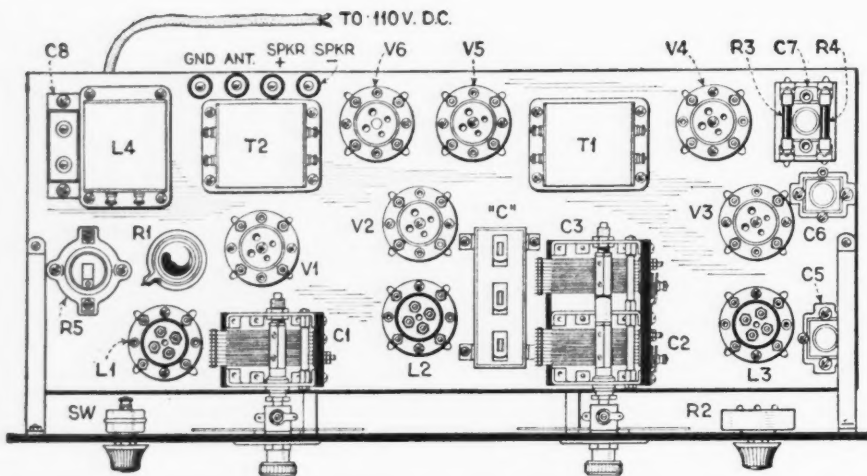 TO 110 V. D.C.
C8
GND ANT. SPKR + SPKR −
V6
V5
V4
R3
C7
R4
L4
T2
T1
R1
V1
V2
"C"
C3
V3
C6
R5
L1
C1
L2
C2
L3
C5
SW
R2